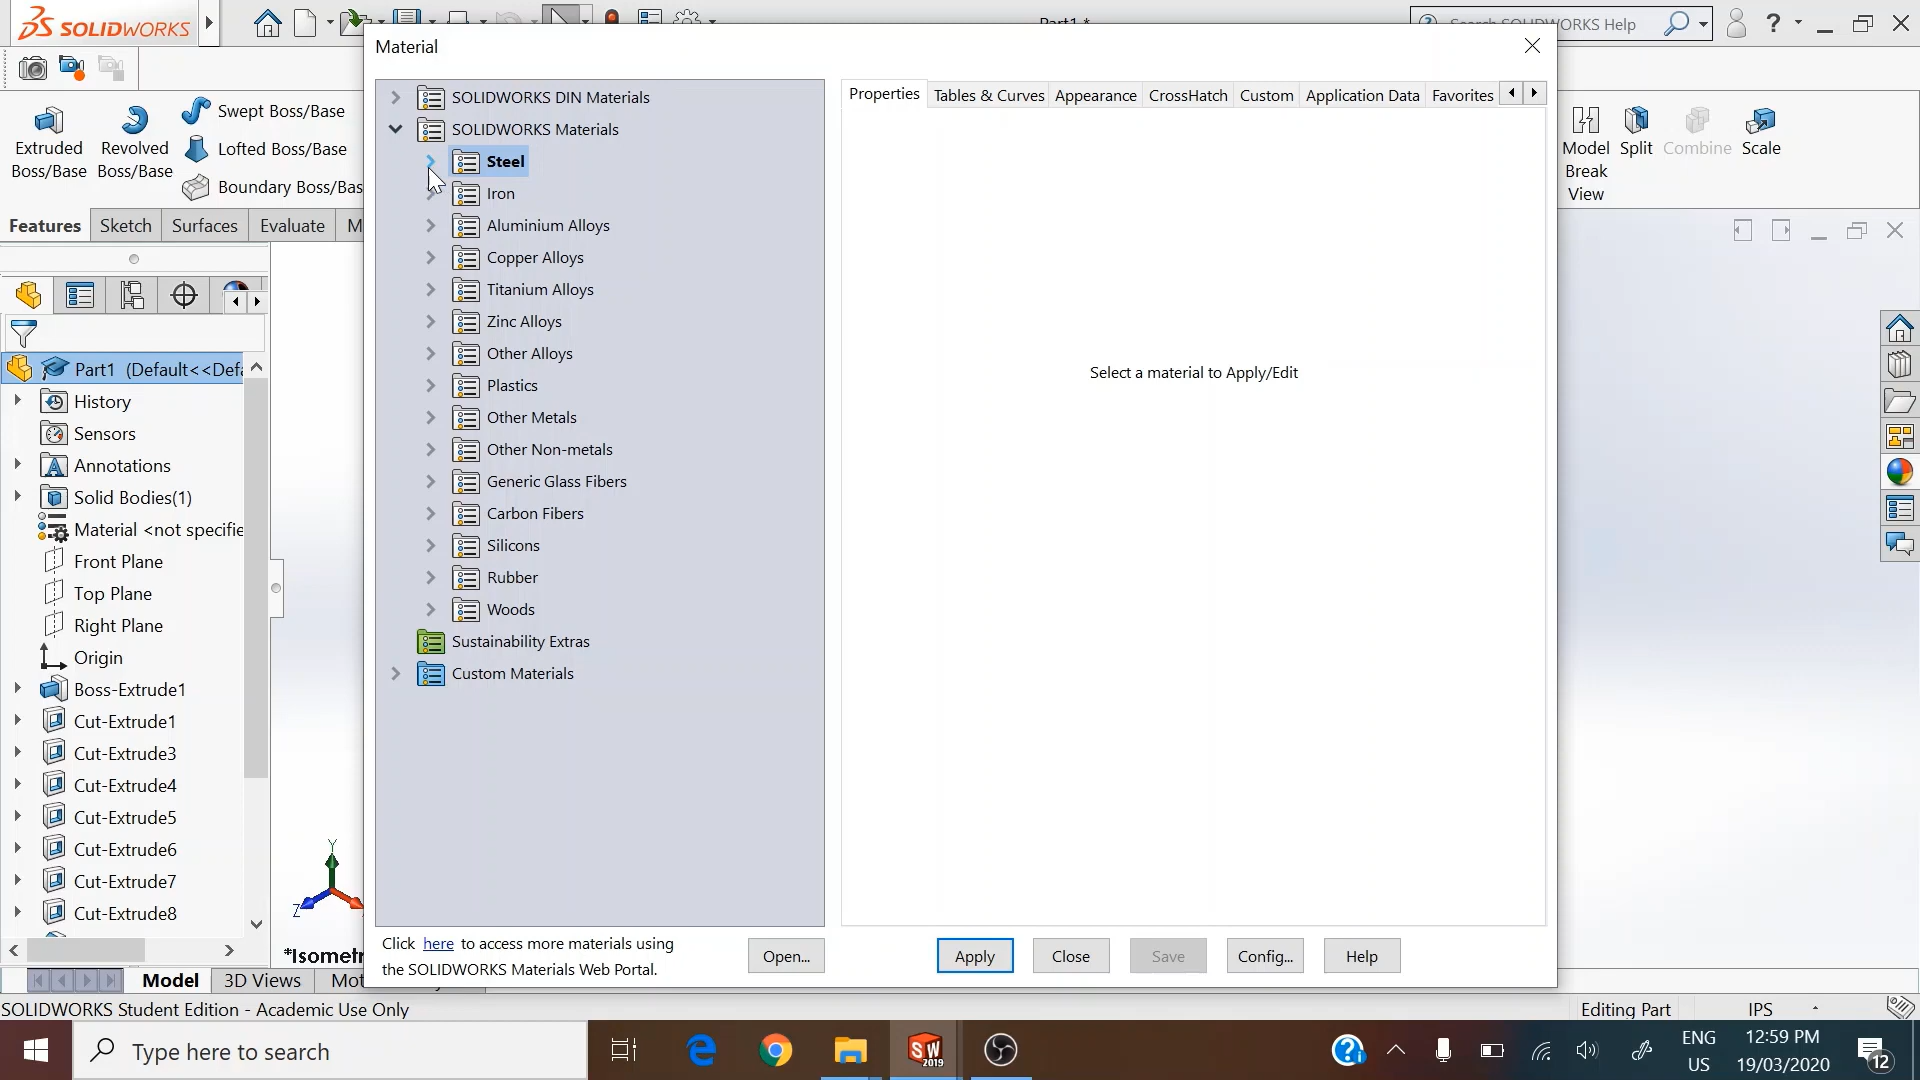 SOLIDWORKS
Part1 *
Search SOLIDWORKS Help
?
Material
Swept Boss/Base
Lofted Boss/Base
Boundary Boss/Bas
Extruded
Boss/Base
Revolved
Boss/Base
Model
Break
View
Split
Combine
Scale
Features
Sketch
Surfaces
Evaluate
M
Part1 (Default<<Defa
History
Sensors
Annotations
Solid Bodies(1)
Material <not specifie
Front Plane
Top Plane
Right Plane
Origin
Boss-Extrude1
Cut-Extrude1
Cut-Extrude3
Cut-Extrude4
Cut-Extrude5
Cut-Extrude6
Cut-Extrude7
Cut-Extrude8
SOLIDWORKS DIN Materials
SOLIDWORKS Materials
Steel
Iron
Aluminium Alloys
Copper Alloys
Titanium Alloys
Zinc Alloys
Other Alloys
Plastics
Other Metals
Other Non-metals
Generic Glass Fibers
Carbon Fibers
Silicons
Rubber
Woods
Sustainability Extras
Custom Materials
Properties Tables & Curves Appearance CrossHatch Custom Application Data Favorites
Select a material to Apply/Edit
Click here to access more materials using
the SOLIDWORKS Materials Web Portal.
Open...
Apply
Close
Save
Config...
Help
Y
Z
*Isometr
Model
3D Views
Mot
SOLIDWORKS Student Edition - Academic Use Only
Editing Part
IPS
Type here to search
SW
2019
ENG
US
12:59 PM
19/03/2020
12